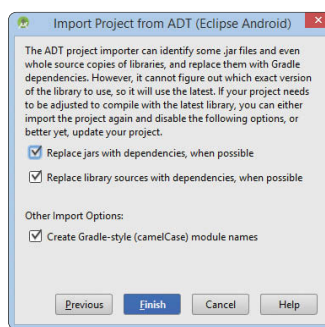 Import Project from ADT (Eclipse Android)
The ADT project importer can identify some .jar files and even
whole source copies of libraries, and replace them with Gradle
dependencies. However, it cannot figure out which exact version
of the library to use, so it will use the latest. If your project needs
to be adjusted to compile with the latest library, you can either
import the project again and disable the following options, or
better yet, update your project.
Replace jars with dependencies, when possible
Replace library sources with dependencies, when possible
Other Import Options:
Create Gradle-style (camelCase) module names
Previous Finish Cancel Help